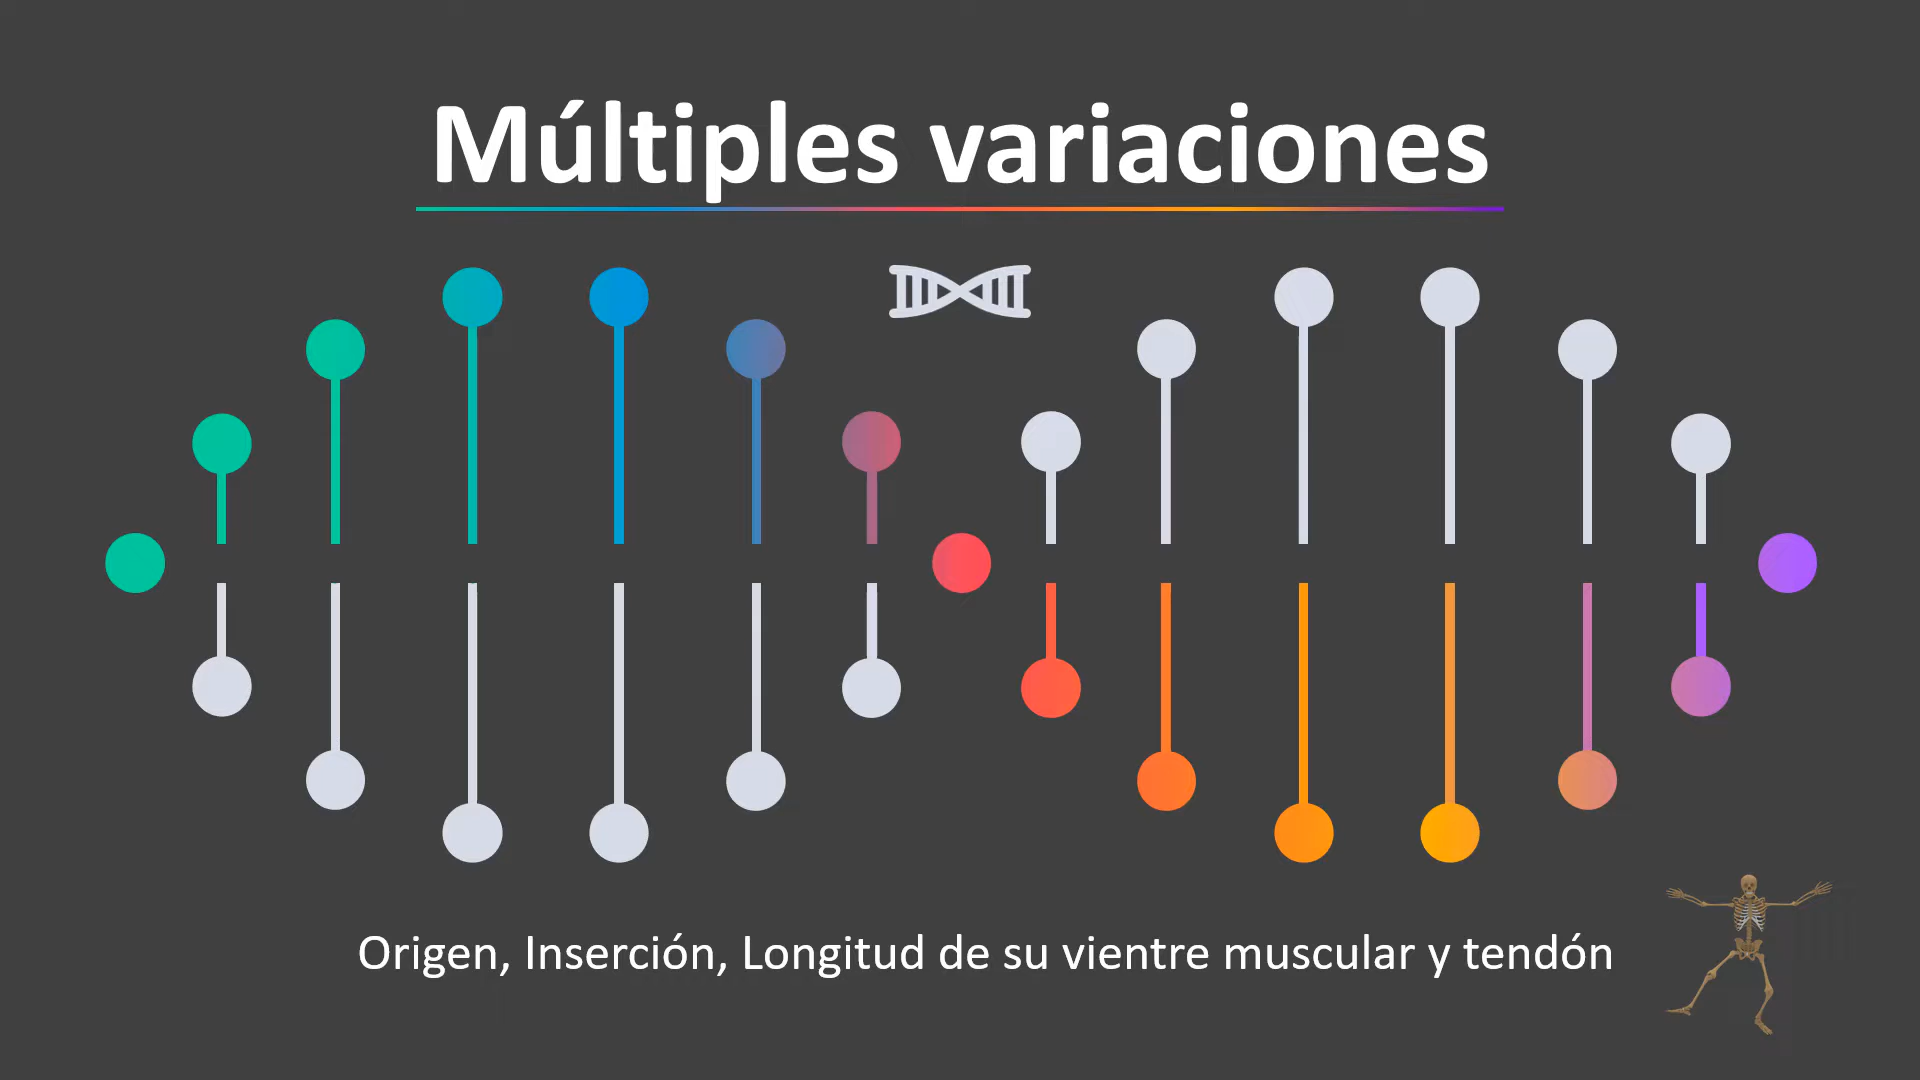 Múltiples variaciones
Origen, Inserción, Longitud de su vientre muscular y tendón